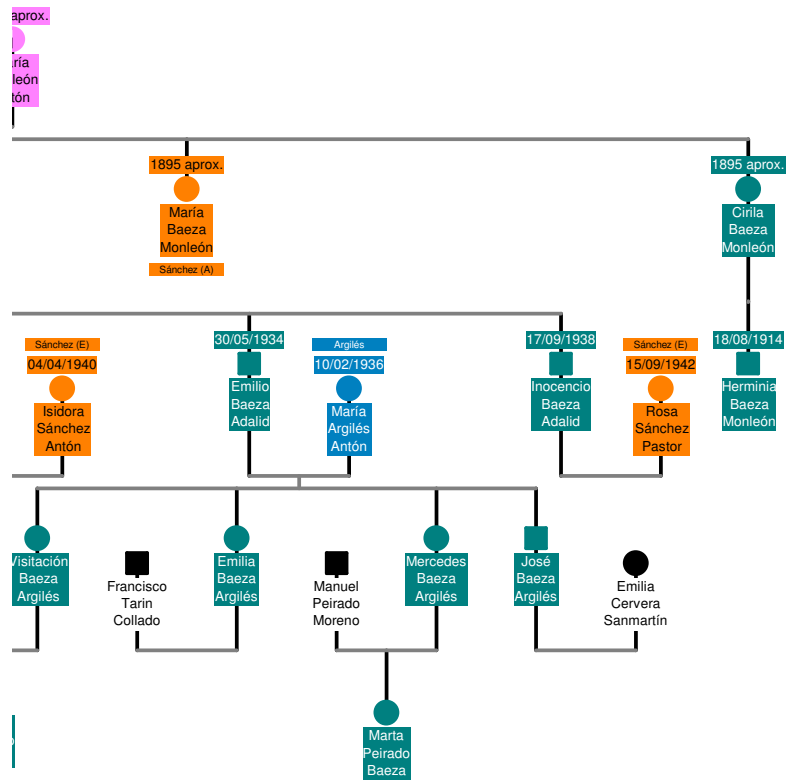 aprox.
1895 aprox.
María
Baeza
Monleón
Sánchez (A)
1895 aprox.
Cirila
Baeza
Monleón
Sánchez (E)
04/04/1940
Isidora
Sánchez
Antón
30/05/1934
Emilio
Baeza
Adalid
Argilés
10/02/1936
María
Argilés
Antón
17/09/1938
Inocencio
Baeza
Adalid
Sánchez (E)
15/09/1942
Rosa
Sánchez
Pastor
18/08/1914
Herminia
Baeza
Monleón
Visitación
Baeza
Argilés
Francisco
Tarin
Collado
Emilia
Baeza
Argilés
Manuel
Peirado
Moreno
Mercedes
Baeza
Argilés
José
Baeza
Argilés
Emilia
Cervera
Sanmartín
Marta
Peirado
Baeza